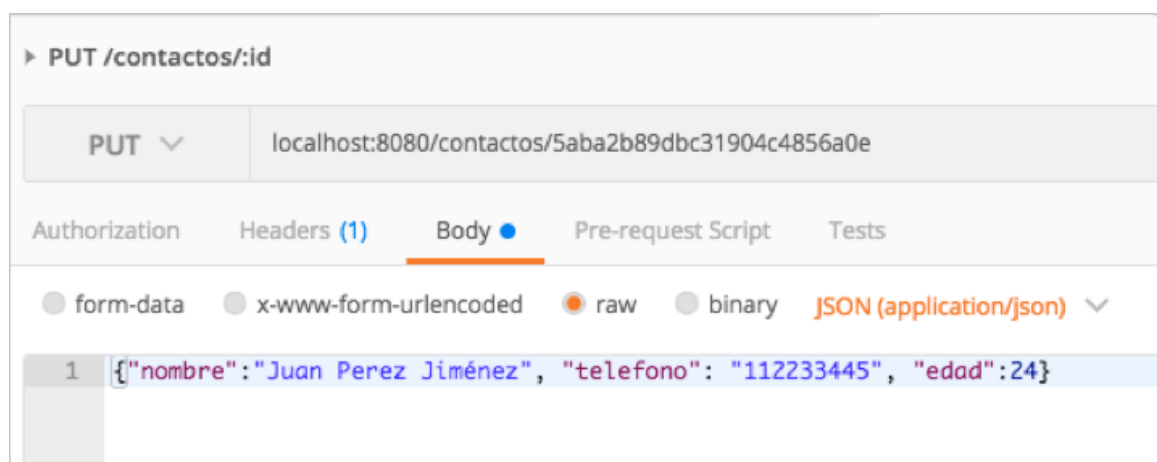 PUT /contactos/:id
PUT localhost:8080/contactos/5aba2b89dbc31904c4856a0e
Authorization Headers (1) Body Pre-request Script Tests
form-data x-www-form-urlencoded raw binary JSON (application/json)
1 {"nombre":"Juan Perez Jiménez", "telefono": "112233445", "edad":24}